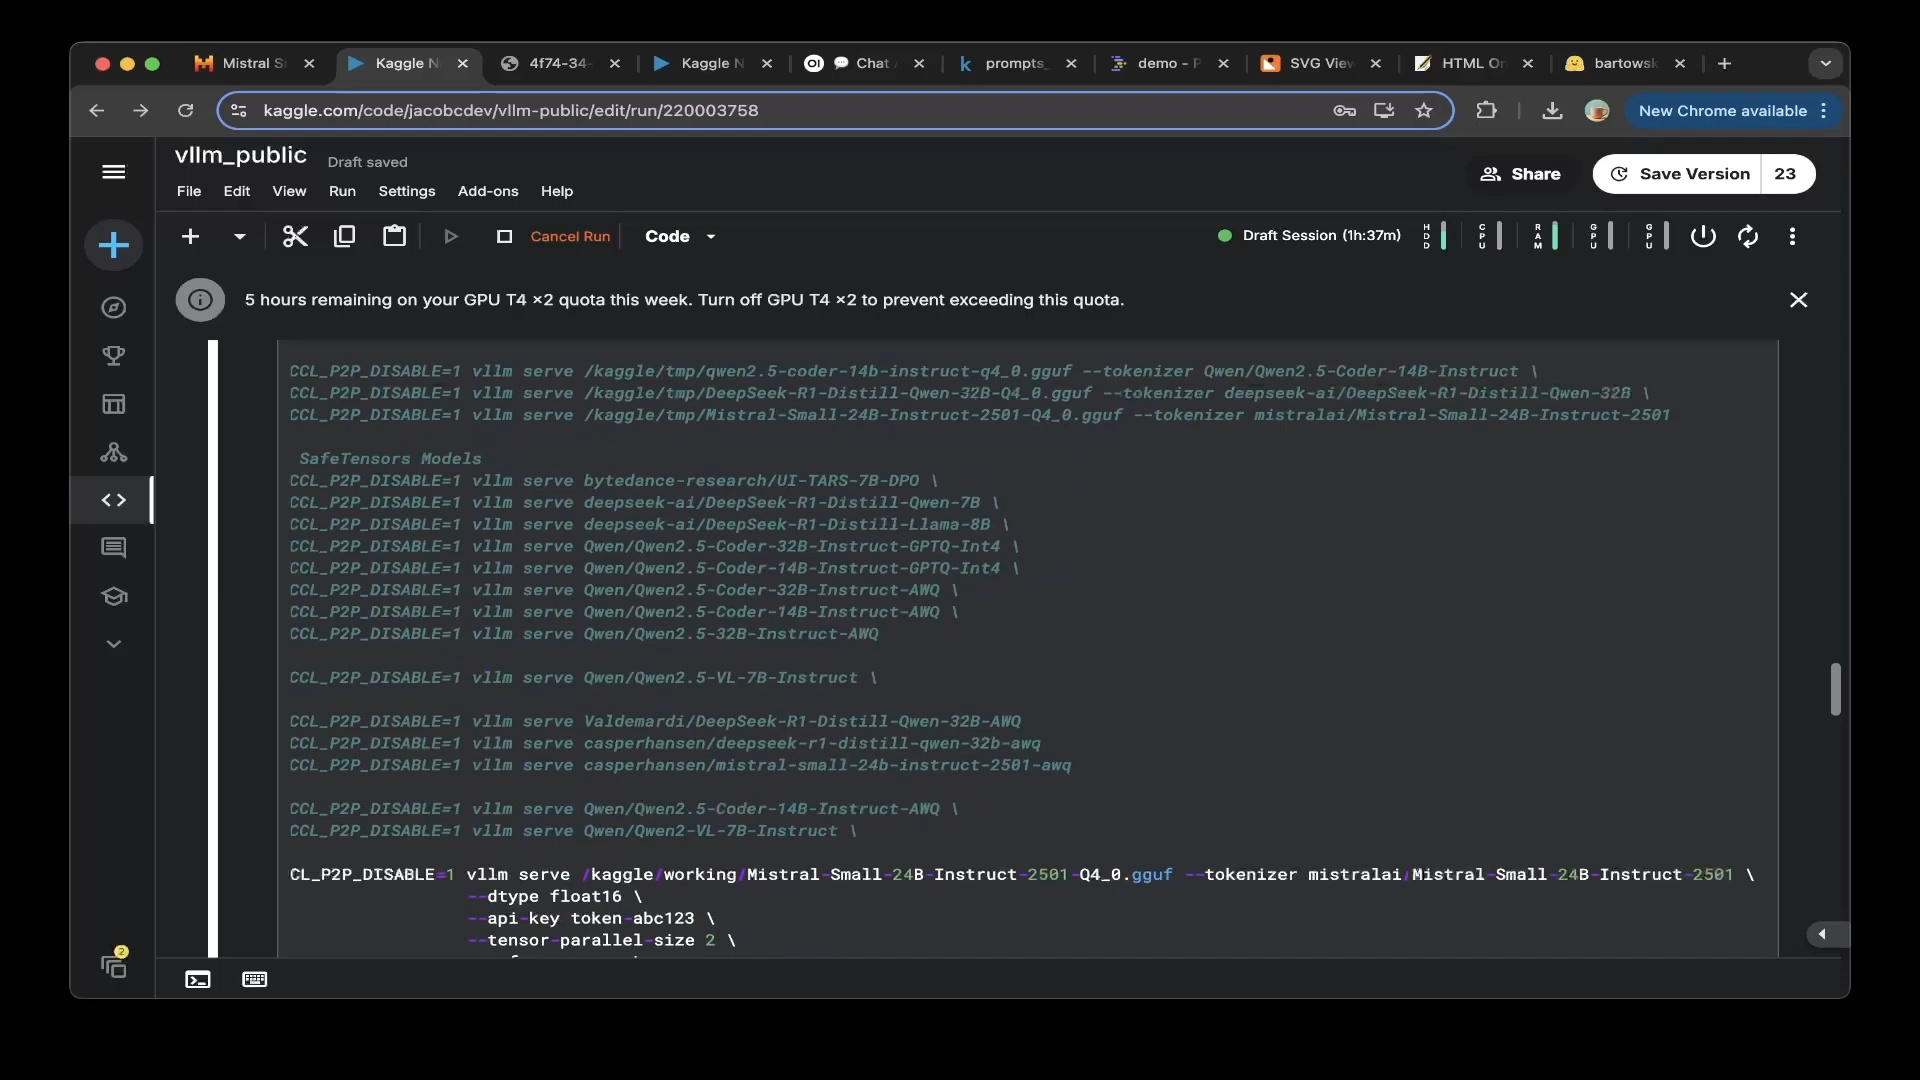 Mistral S
Kaggle N
4f74-34-
Kaggle N
OI
Chat
prompts_
demo - P
SVG View
HTML On
bartowsk
kaggle.com/code/jacobcdev/vllm-public/edit/run/220003758
New Chrome available
vllm_public
Draft saved
File
Edit
View
Run
Settings
Add-ons
Help
Share
Save Version
23
Cancel Run
Code
Draft Session (1h:37m)
HDD
CPU
RAM
GPU
GPU
5 hours remaining on your GPU T4 ×2 quota this week. Turn off GPU T4 ×2 to prevent exceeding this quota.
CCL_P2P_DISABLE=1 vllm serve /kaggle/tmp/qwen2.5-coder-14b-instruct-q4_0.gguf --tokenizer Qwen/Qwen2.5-Coder-14B-Instruct \
CCL_P2P_DISABLE=1 vllm serve /kaggle/tmp/DeepSeek-R1-Distill-Qwen-32B-Q4_0.gguf --tokenizer deepseek-ai/DeepSeek-R1-Distill-Qwen-32B \
CCL_P2P_DISABLE=1 vllm serve /kaggle/tmp/Mistral-Small-24B-Instruct-2501-Q4_0.gguf --tokenizer mistralai/Mistral-Small-24B-Instruct-2501
SafeTensors Models
CCL_P2P_DISABLE=1 vllm serve bytedance-research/UI-TARS-7B-DPO \
CCL_P2P_DISABLE=1 vllm serve deepseek-ai/DeepSeek-R1-Distill-Qwen-7B \
CCL_P2P_DISABLE=1 vllm serve deepseek-ai/DeepSeek-R1-Distill-Llama-8B \
CCL_P2P_DISABLE=1 vllm serve Qwen/Qwen2.5-Coder-32B-Instruct-GPTQ-Int4 \
CCL_P2P_DISABLE=1 vllm serve Qwen/Qwen2.5-Coder-14B-Instruct-GPTQ-Int4 \
CCL_P2P_DISABLE=1 vllm serve Qwen/Qwen2.5-Coder-32B-Instruct-AWQ \
CCL_P2P_DISABLE=1 vllm serve Qwen/Qwen2.5-Coder-14B-Instruct-AWQ \
CCL_P2P_DISABLE=1 vllm serve Qwen/Qwen2.5-32B-Instruct-AWQ
CCL_P2P_DISABLE=1 vllm serve Qwen/Qwen2.5-VL-7B-Instruct \
CCL_P2P_DISABLE=1 vllm serve Valdemardi/DeepSeek-R1-Distill-Qwen-32B-AWQ
CCL_P2P_DISABLE=1 vllm serve casperhansen/deepseek-r1-distill-qwen-32b-awq
CCL_P2P_DISABLE=1 vllm serve casperhansen/mistral-small-24b-instruct-2501-awq
CCL_P2P_DISABLE=1 vllm serve Qwen/Qwen2.5-Coder-14B-Instruct-AWQ \
CCL_P2P_DISABLE=1 vllm serve Qwen/Qwen2-VL-7B-Instruct \
CL_P2P_DISABLE=1 vllm serve /kaggle/working/Mistral-Small-24B-Instruct-2501-Q4_0.gguf --tokenizer mistralai/Mistral-Small-24B-Instruct-2501 \
--dtype float16 \
--api-key token-abc123 \
--tensor-parallel-size 2 \
2